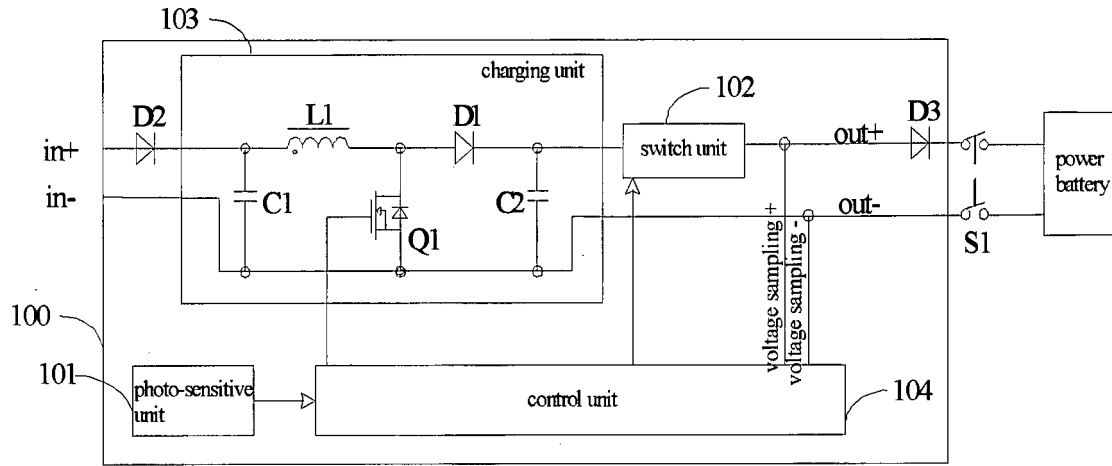 103
charging unit
102
D2
L1
D1
D3
in+
switch unit
out+
power
battery
in-
C1
C2
out-
Q1
S1
voltage sampling +
voltage sampling -
100
101
photo-sensitive
unit
control unit
104